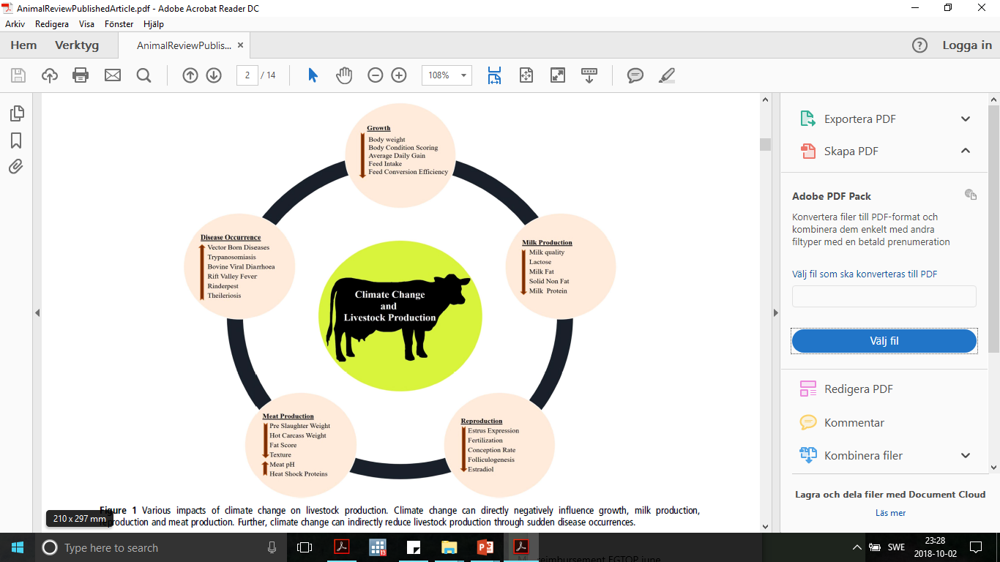 AnimalReviewPublishedArticle.pdf - Adobe Acrobat Reader DC
Arkiv Redigera Visa Fönster Hjälp
Hem Verktyg AnimalReviewPublis... × ? Logga in
2 / 14 108%
Growth
Body weight
Body Condition Scoring
Average Daily Gain
Feed Intake
Feed Conversion Efficiency
Disease Occurrence
Vector Born Diseases
Trypanosomiasis
Bovine Viral Diarrhoea
Rift Valley Fever
Rinderpest
Theileriosis
Milk Production
Milk quality
Lactose
Milk Fat
Solid Non Fat
Milk Protein
Climate Change
and
Livestock Production
Meat Production
Pre Slaughter Weight
Hot Carcass Weight
Fat Score
Texture
Meat pH
Heat Shock Proteins
Reproduction
Estrus Expression
Fertilization
Conception Rate
Folliculogenesis
Estradiol
Figure 1 Various impacts of climate change on livestock production. Climate change can directly negatively influence growth, milk production,
reproduction and meat production. Further, climate change can indirectly reduce livestock production through sudden disease occurrences.
210 x 297 mm
Exportera PDF
Skapa PDF
Adobe PDF Pack
Konvertera filer till PDF-format och
kombinera dem enkelt med andra
filtyper med en betald prenumeration
Välj fil som ska konverteras till PDF
Välj fil
Redigera PDF
Kommentar
Kombinera filer
Lagra och dela filer med Document Cloud
Läs mer
Type here to search
13
reimbursement EGTOP june
SWE
23:28
2018-10-02